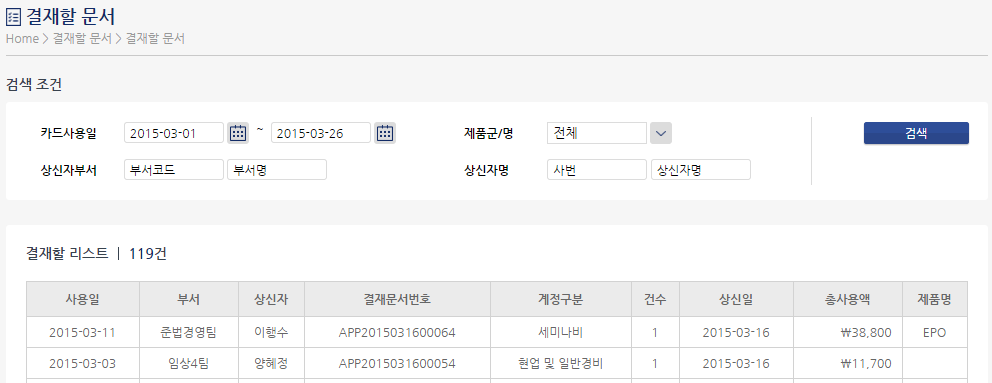 결재할 문서
Home > 결재할 문서 > 결재할 문서
검색 조건
카드사용일 2015-03-01 ~ 2015-03-26 제품군/명 전체 검색
상신자부서 부서코드 부서명 상신자명 사번 상신자명
결재할 리스트 | 119건
사용일 부서 상신자 결재문서번호 계정구분 건수 상신일 총사용액 제품명
2015-03-11 준법경영팀 이행수 APP2015031600064 세미나비 1 2015-03-16 ₩38,800 EPO
2015-03-03 임상4팀 양혜정 APP2015031600054 현업 및 일반경비 1 2015-03-16 ₩11,700